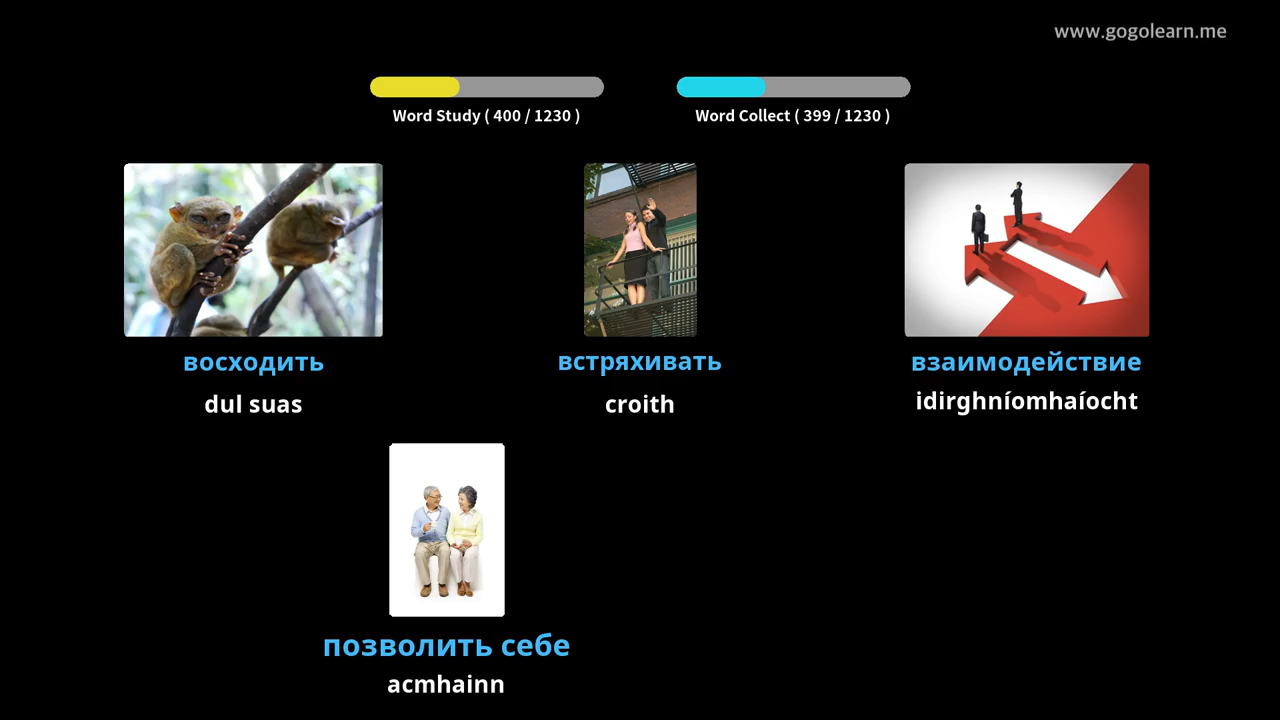 www.gogolearn.me
Word Study ( 400 / 1230 )
Word Collect ( 399 / 1230 )
восходить
встряхивать
взаимодействие
dul suas
croith
idirghníomhaíocht
позволить себе
acmhainn